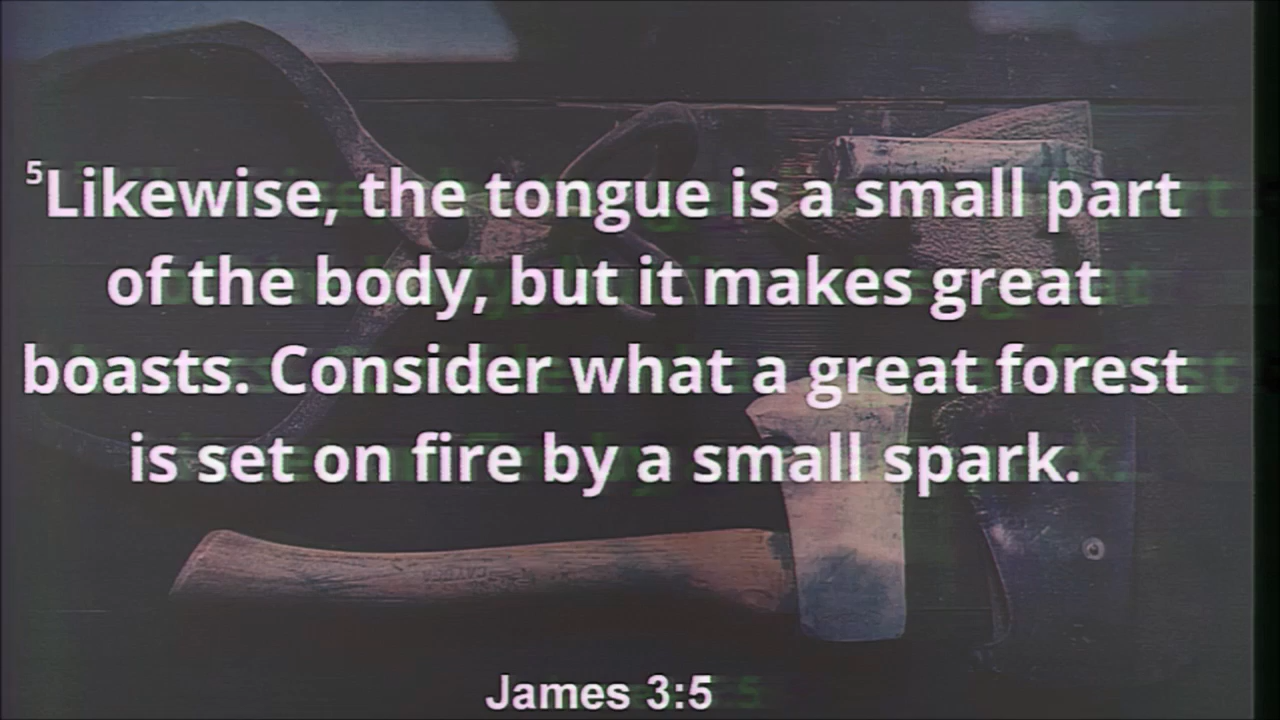 5Likewise, the tongue is a small part
of the body, but it makes great
boasts. Consider what a great forest
is set on fire by a small spark.
James 3:5